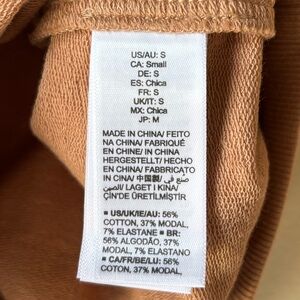 US/AU: S
CA: Small
DE: S
ES: Chica
FR: S
UK/IT: S
MX: Chica
JP: M
MADE IN CHINA/ FEITO
NA CHINA/ FABRIQUÉ
EN CHINE/ IN CHINA
HERGESTELLT/ HECHO
EN CHINA/ FABBRICATO
IN CINA/ 中国製/ صنع في
الصين/ LAGET I KINA/
ÇİN'DE ÜRETİLMİŞTİR
■ US/UK/IE/AU: 56%
COTTON, 37% MODAL,
7% ELASTANE ■ BR:
56% ALGODÃO, 37%
MODAL, 7% ELASTANO
■ CA/FR/BE/LU: 56%
COTON, 37% MODAL,